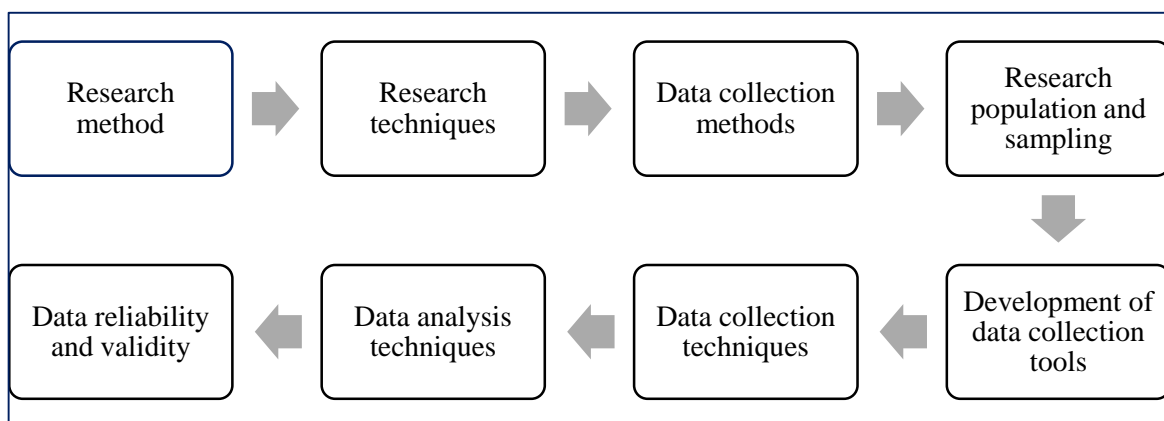 Research
method
Research
techniques
Data collection
methods
Research
population and
sampling
Development of
data collection
tools
Data collection
techniques
Data analysis
techniques
Data reliability
and validity